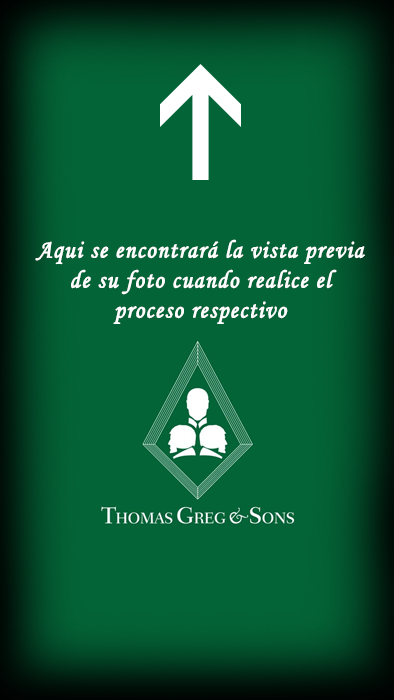 Aqui se encontrará la vista previa
de su foto cuando realice el
proceso respectivo
THOMAS GREG & SONS